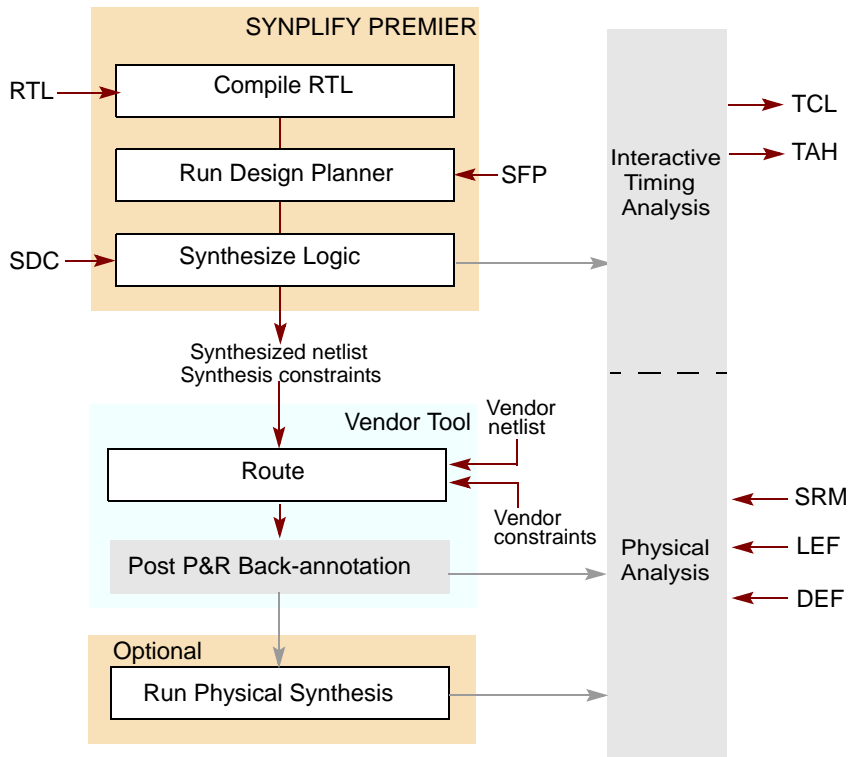 SYNPLIFY PREMIER
RTL
Compile RTL
TCL
TAH
Run Design Planner
SFP
Interactive
Timing
Analysis
SDC
Synthesize Logic
Synthesized netlist
Synthesis constraints
Vendor Tool
Vendor
netlist
Route
Vendor
constraints
SRM
LEF
DEF
Physical
Analysis
Post P&R Back-annotation
Optional
Run Physical Synthesis